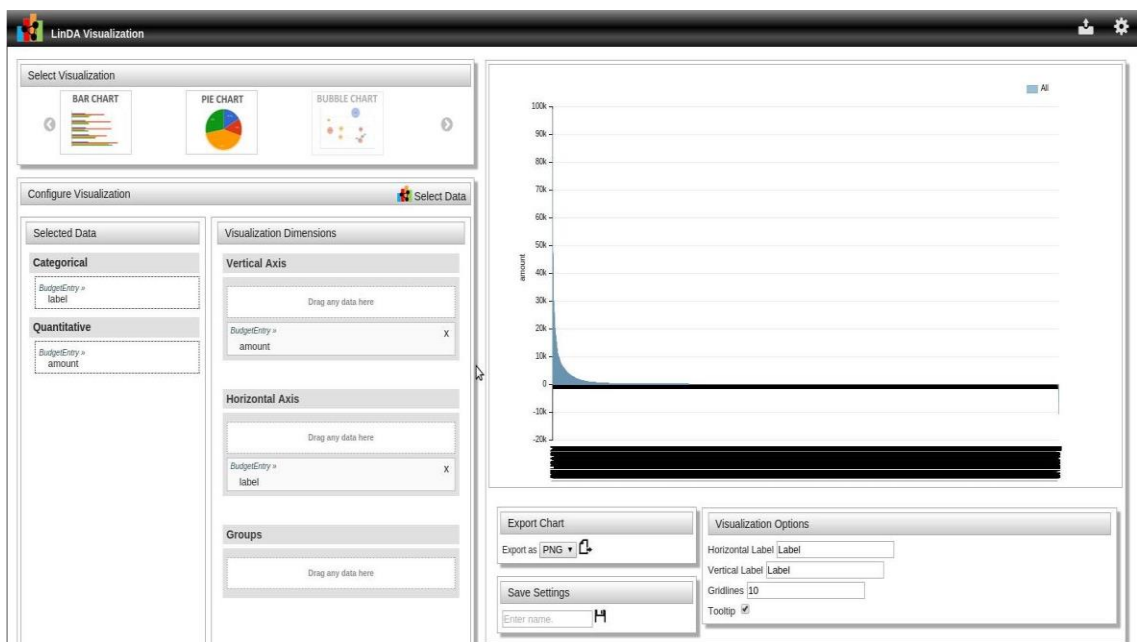 LinDA Visualization
Select Visualization
BAR CHART
PIE CHART
BUBBLE CHART
Configure Visualization
Select Data
Selected Data
Categorical
BudgetEntry »
label
Quantitative
BudgetEntry »
amount
Visualization Dimensions
Vertical Axis
Drag any data here
BudgetEntry »
X
amount
Horizontal Axis
Drag any data here
BudgetEntry »
X
label
Groups
Drag any data here
All
100k
90k
80k
70k
60k
50k
40k
30k
20k
10k
0
-10k
-20k
amount
Export Chart
Export as PNG
Save Settings
Enter name.
Visualization Options
Horizontal Label Label
Vertical Label Label
Gridlines 10
Tooltip